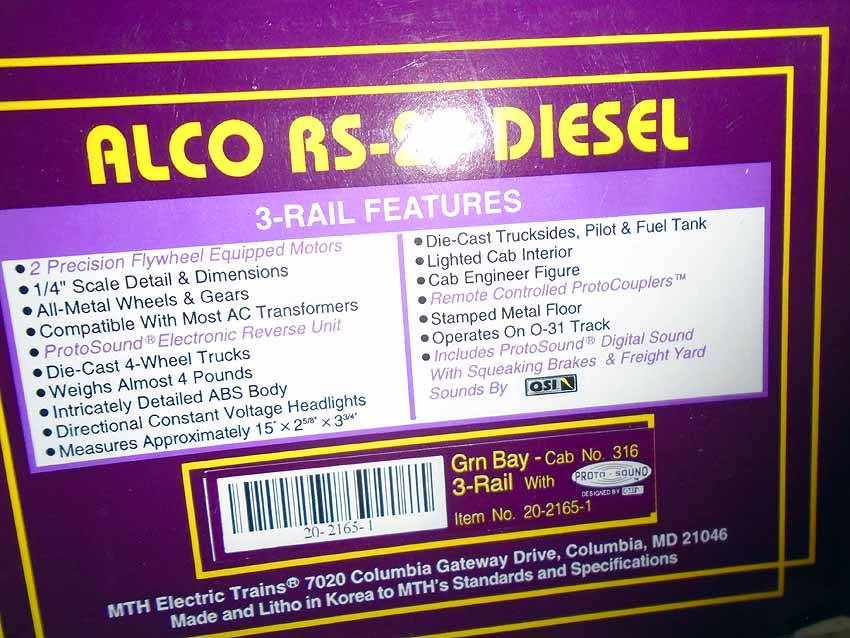 ALCO RS-2 DIESEL
3-RAIL FEATURES
• 2 Precision Flywheel Equipped Motors
• 1/4" Scale Detail & Dimensions
• All-Metal Wheels & Gears
• Compatible With Most AC Transformers
• ProtoSound® Electronic Reverse Unit
• Die-Cast 4-Wheel Trucks
• Weighs Almost 4 Pounds
• Intricately Detailed ABS Body
• Directional Constant Voltage Headlights
• Measures Approximately 15" × 2 5/8" × 3 3/4"
• Die-Cast Trucksides, Pilot & Fuel Tank
• Lighted Cab Interior
• Cab Engineer Figure
• Remote Controlled ProtoCouplers™
• Stamped Metal Floor
• Operates On O-31 Track
• Includes ProtoSound® Digital Sound
With Squeaking Brakes & Freight Yard
Sounds By QSI
Grn Bay - Cab No. 316
3-Rail With PROTO-SOUND
DESIGNED BY QSI
Item No. 20-2165-1
20-2165-1
MTH Electric Trains® 7020 Columbia Gateway Drive, Columbia, MD 21046
Made and Litho in Korea to MTH's Standards and Specifications